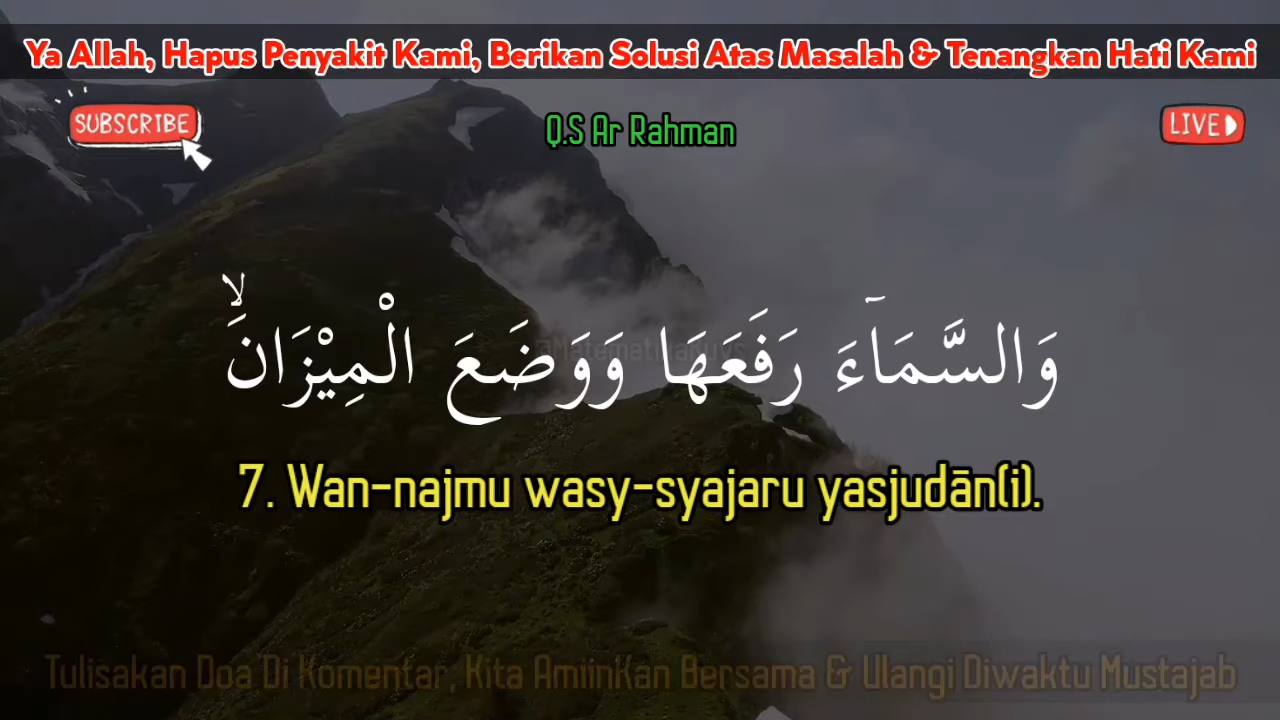 Ya Allah, Hapus Penyakit Kami, Berikan Solusi Atas Masalah & Tenangkan Hati Kami
SUBSCRIBE
Q.S Ar Rahman
LIVE
وَالسَّمَاۤءَ رَفَعَهَا وَوَضَعَ الْمِيْزَانَۙ
7. Wan-najmu wasy-syajaru yasjudān(i).
Tulisakan Doa Di Komentar, Kita AmiinKan Bersama & Ulangi Diwaktu Mustajab